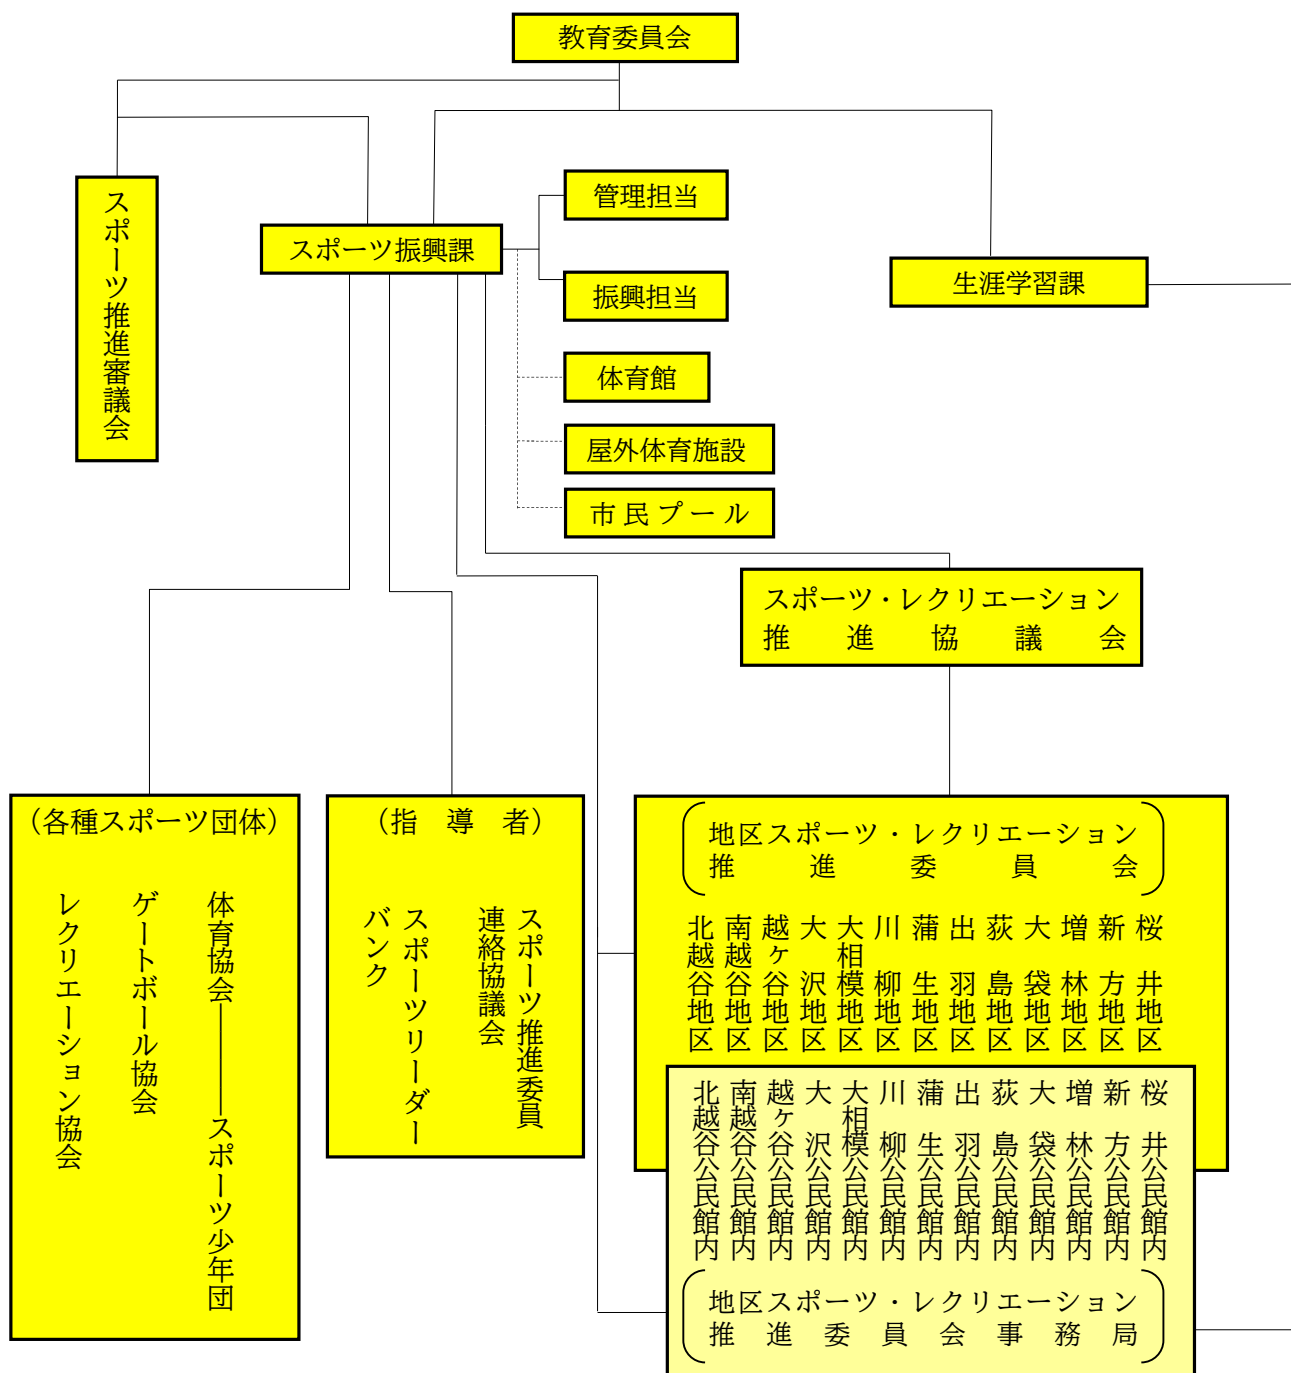 教育委員会
スポーツ推進審議会
スポーツ振興課
管理担当
振興担当
体育館
屋外体育施設
市民プール
生涯学習課
スポーツ・レクリエーション
推進協議会
（各種スポーツ団体）
体育協会――――スポーツ少年団
ゲートボール協会
レクリエーション協会
（指導者）
スポーツ推進委員
連絡協議会
スポーツリーダー
バンク
地区スポーツ・レクリエーション
推進委員会
桜井地区
新方地区
増林地区
大袋地区
荻島地区
出羽地区
蒲生地区
川柳地区
大相模地区
大沢地区
越ヶ谷地区
南越谷地区
北越谷地区
桜井公民館内
新方公民館内
増林公民館内
大袋公民館内
荻島公民館内
出羽公民館内
蒲生公民館内
川柳公民館内
大相模公民館内
大沢公民館内
越ヶ谷公民館内
南越谷公民館内
北越谷公民館内
地区スポーツ・レクリエーション
推進委員会事務局